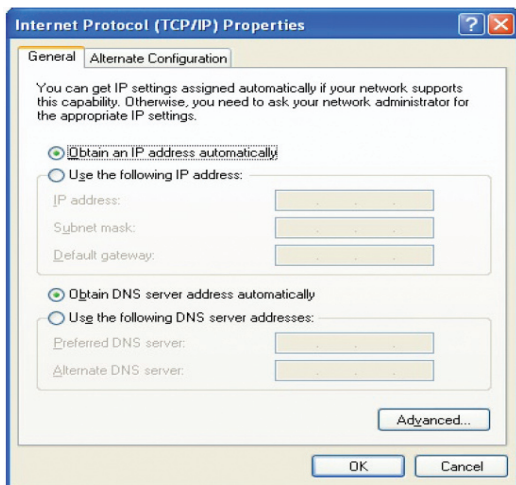 Internet Protocol (TCP/IP) Properties
General
Alternate Configuration
You can get IP settings assigned automatically if your network supports
this capability. Otherwise, you need to ask your network administrator for
the appropriate IP settings.
Obtain an IP address automatically
Use the following IP address:
IP address:
Subnet mask:
Default gateway:
Obtain DNS server address automatically
Use the following DNS server addresses:
Preferred DNS server:
Alternate DNS server:
Advanced...
OK
Cancel